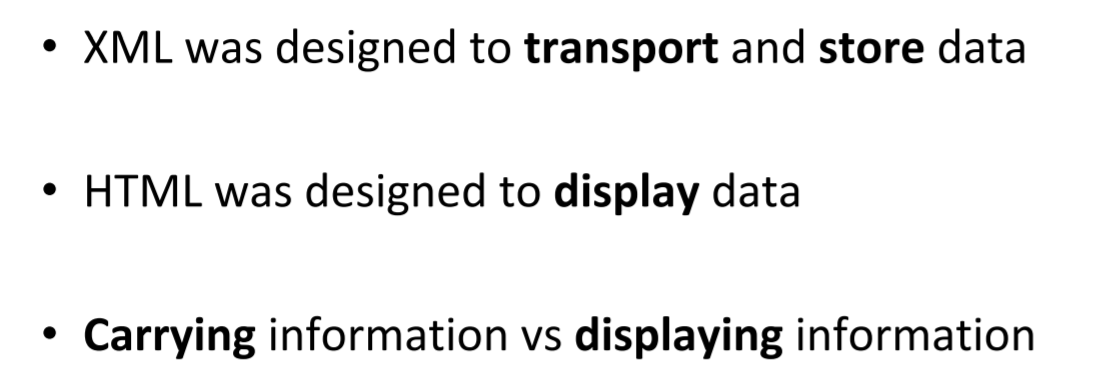 • XML was designed to transport and store data
• HTML was designed to display data
• Carrying information vs displaying information